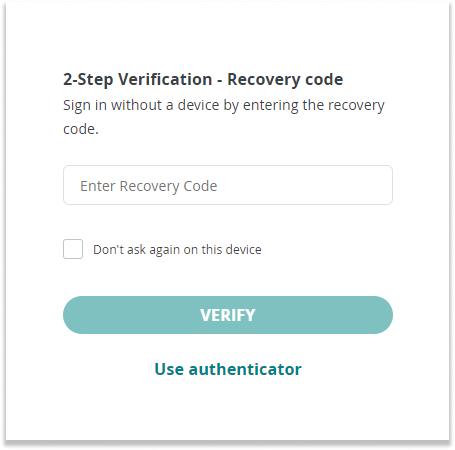 2-Step Verification - Recovery code
Sign in without a device by entering the recovery
code.
Enter Recovery Code
Don't ask again on this device
VERIFY
Use authenticator